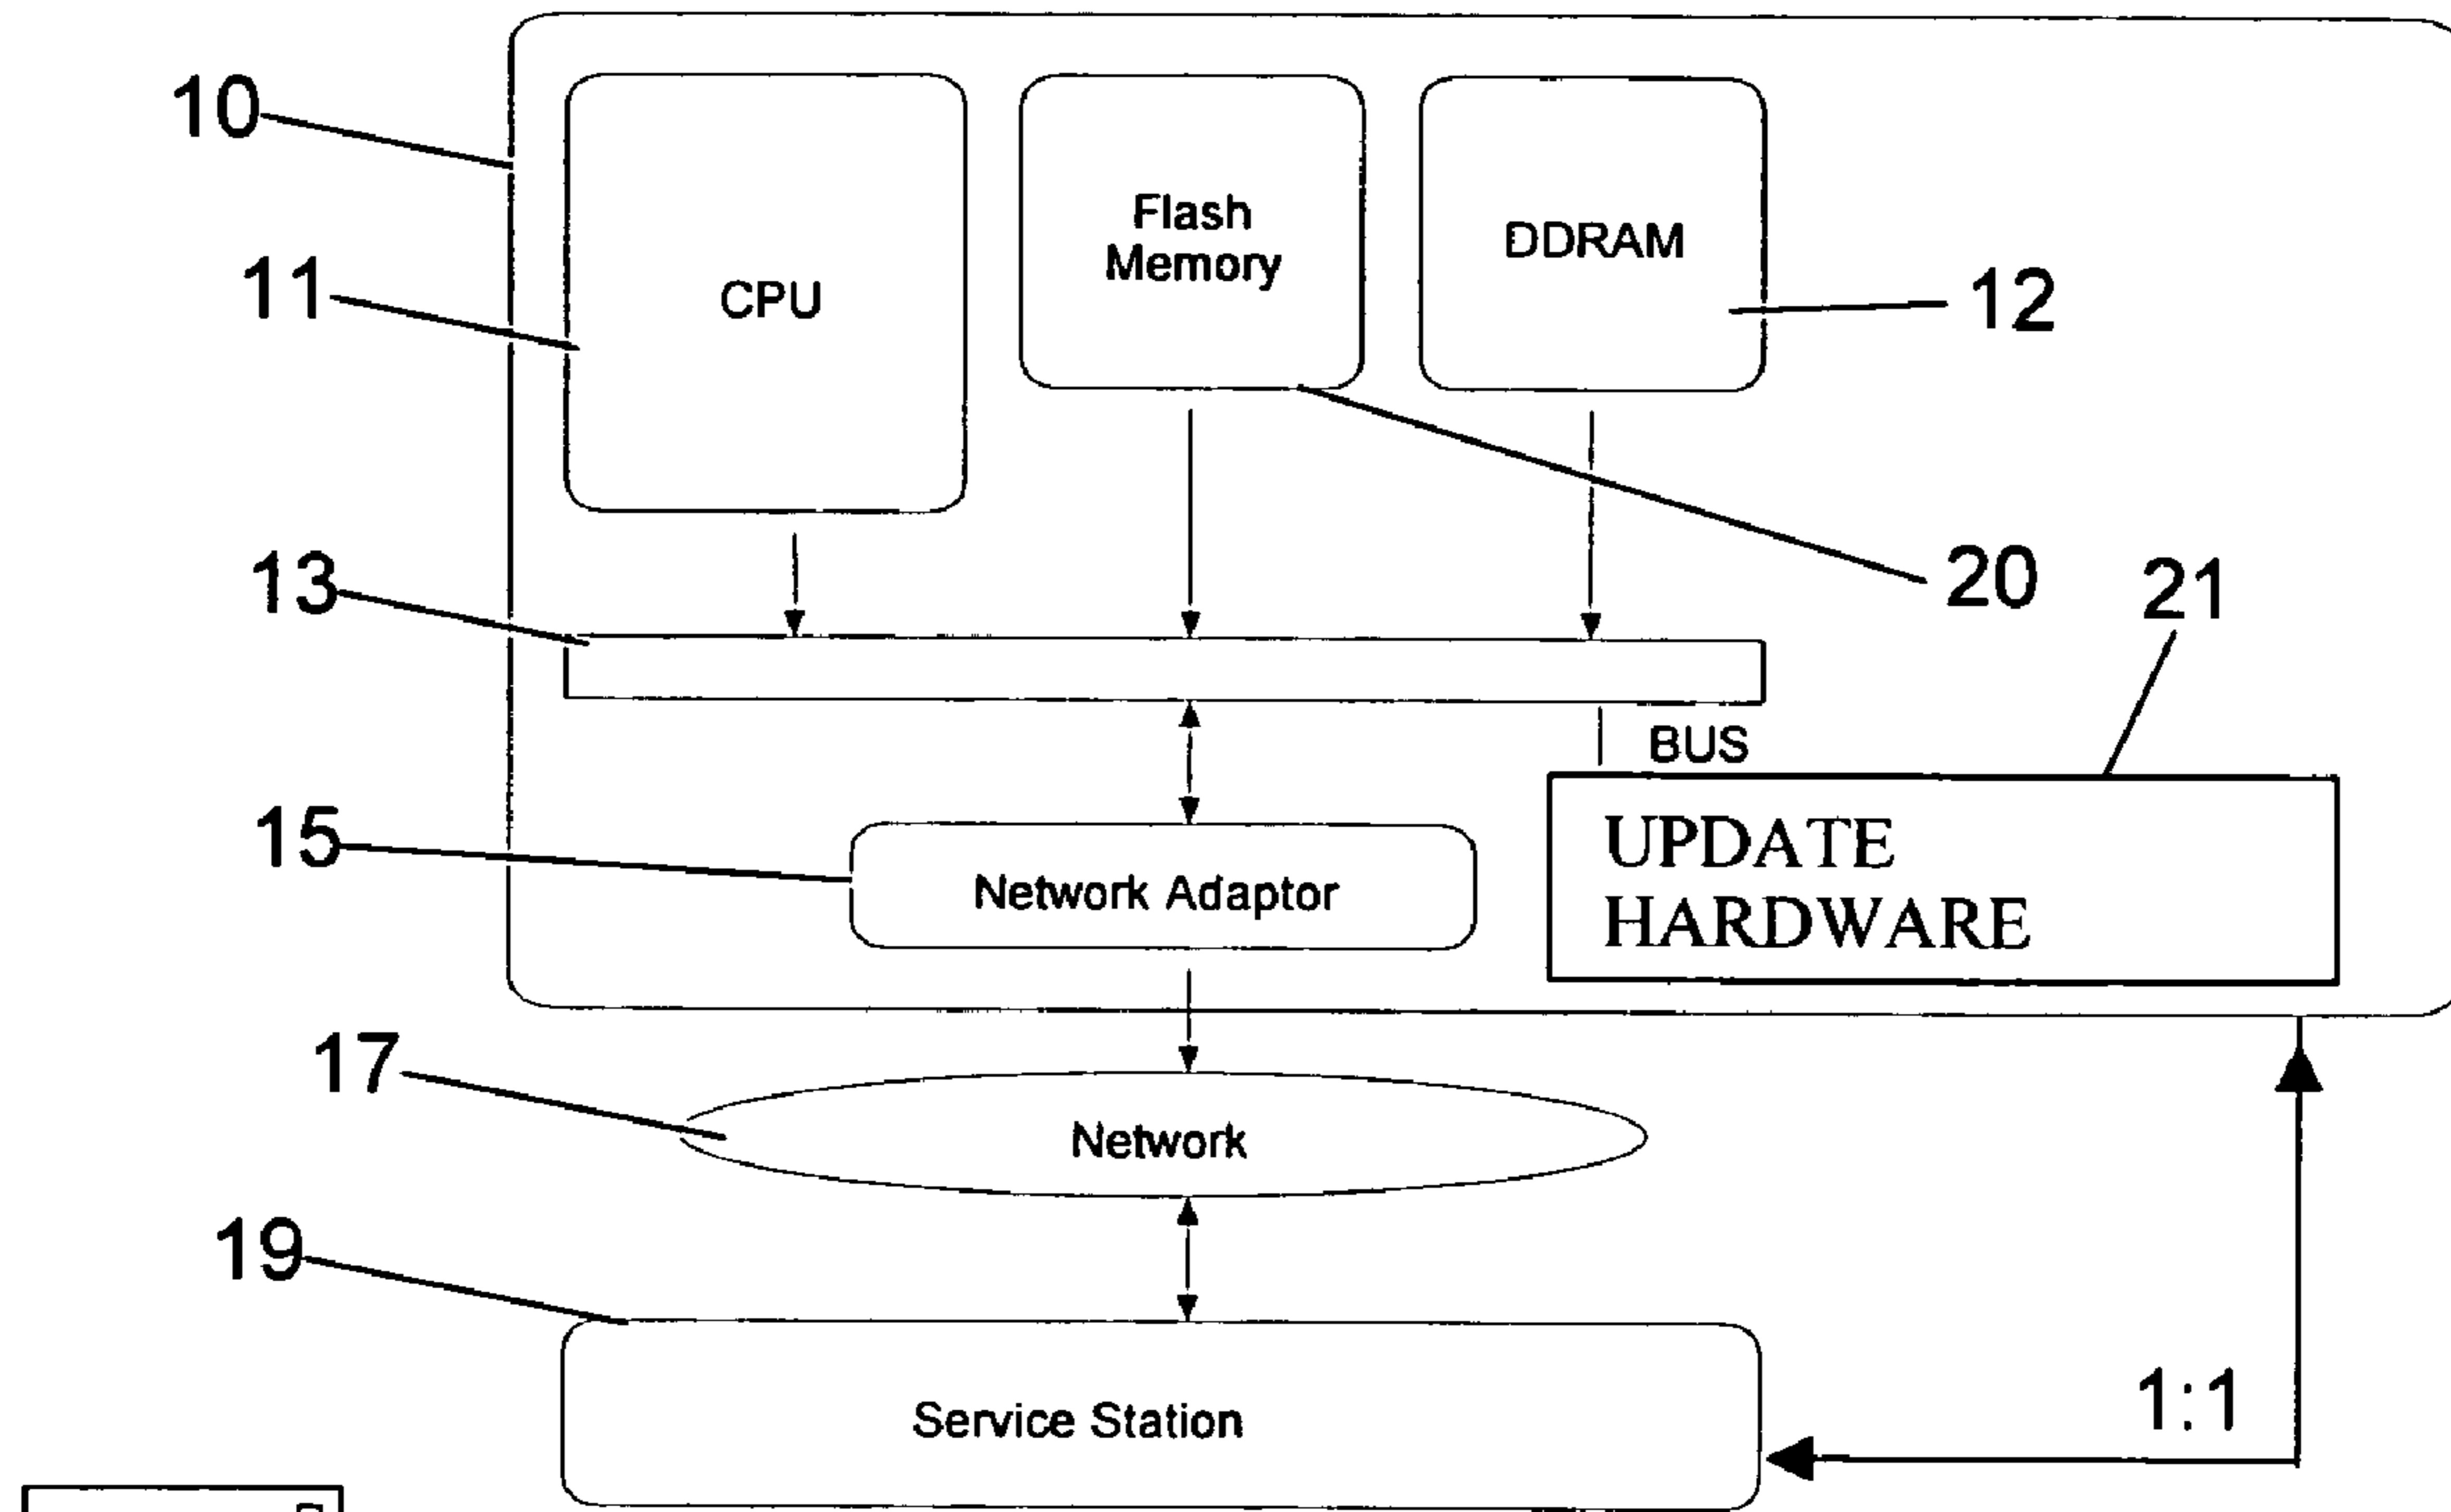 10
11
CPU
Flash
Memory
DDRAM
12
13
20
21
BUS
15
Network Adaptor
UPDATE
HARDWARE
17
Network
19
Service Station
1:1